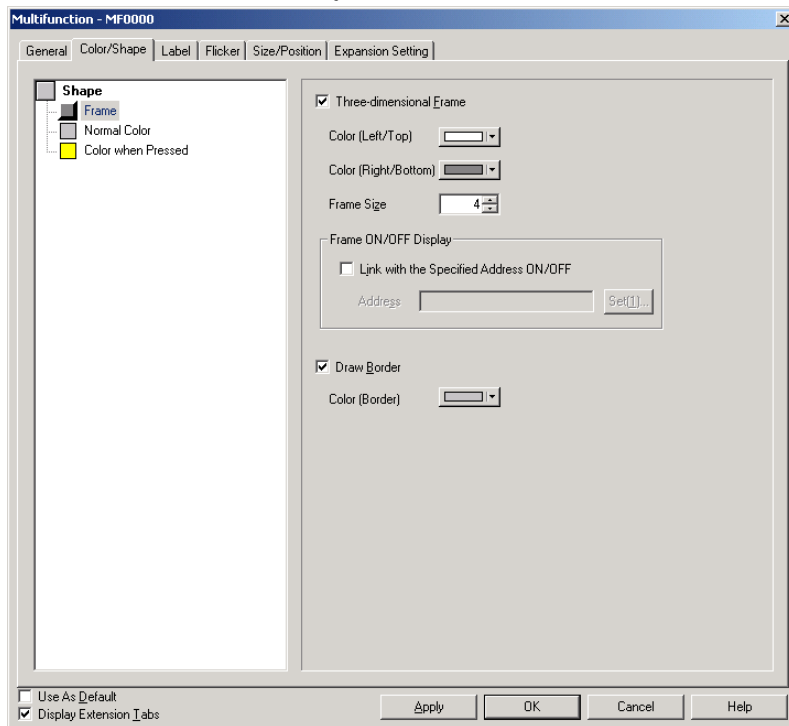 Multifunction - MF0000
General Color/Shape Label Flicker Size/Position Expansion Setting
Shape
Frame
Normal Color
Color when Pressed
Three-dimensional Frame
Color (Left/Top)
Color (Right/Bottom)
Frame Size 4
Frame ON/OFF Display
Link with the Specified Address ON/OFF
Address Set(1)...
Draw Border
Color (Border)
Use As Default
Display Extension Tabs
Apply OK Cancel Help